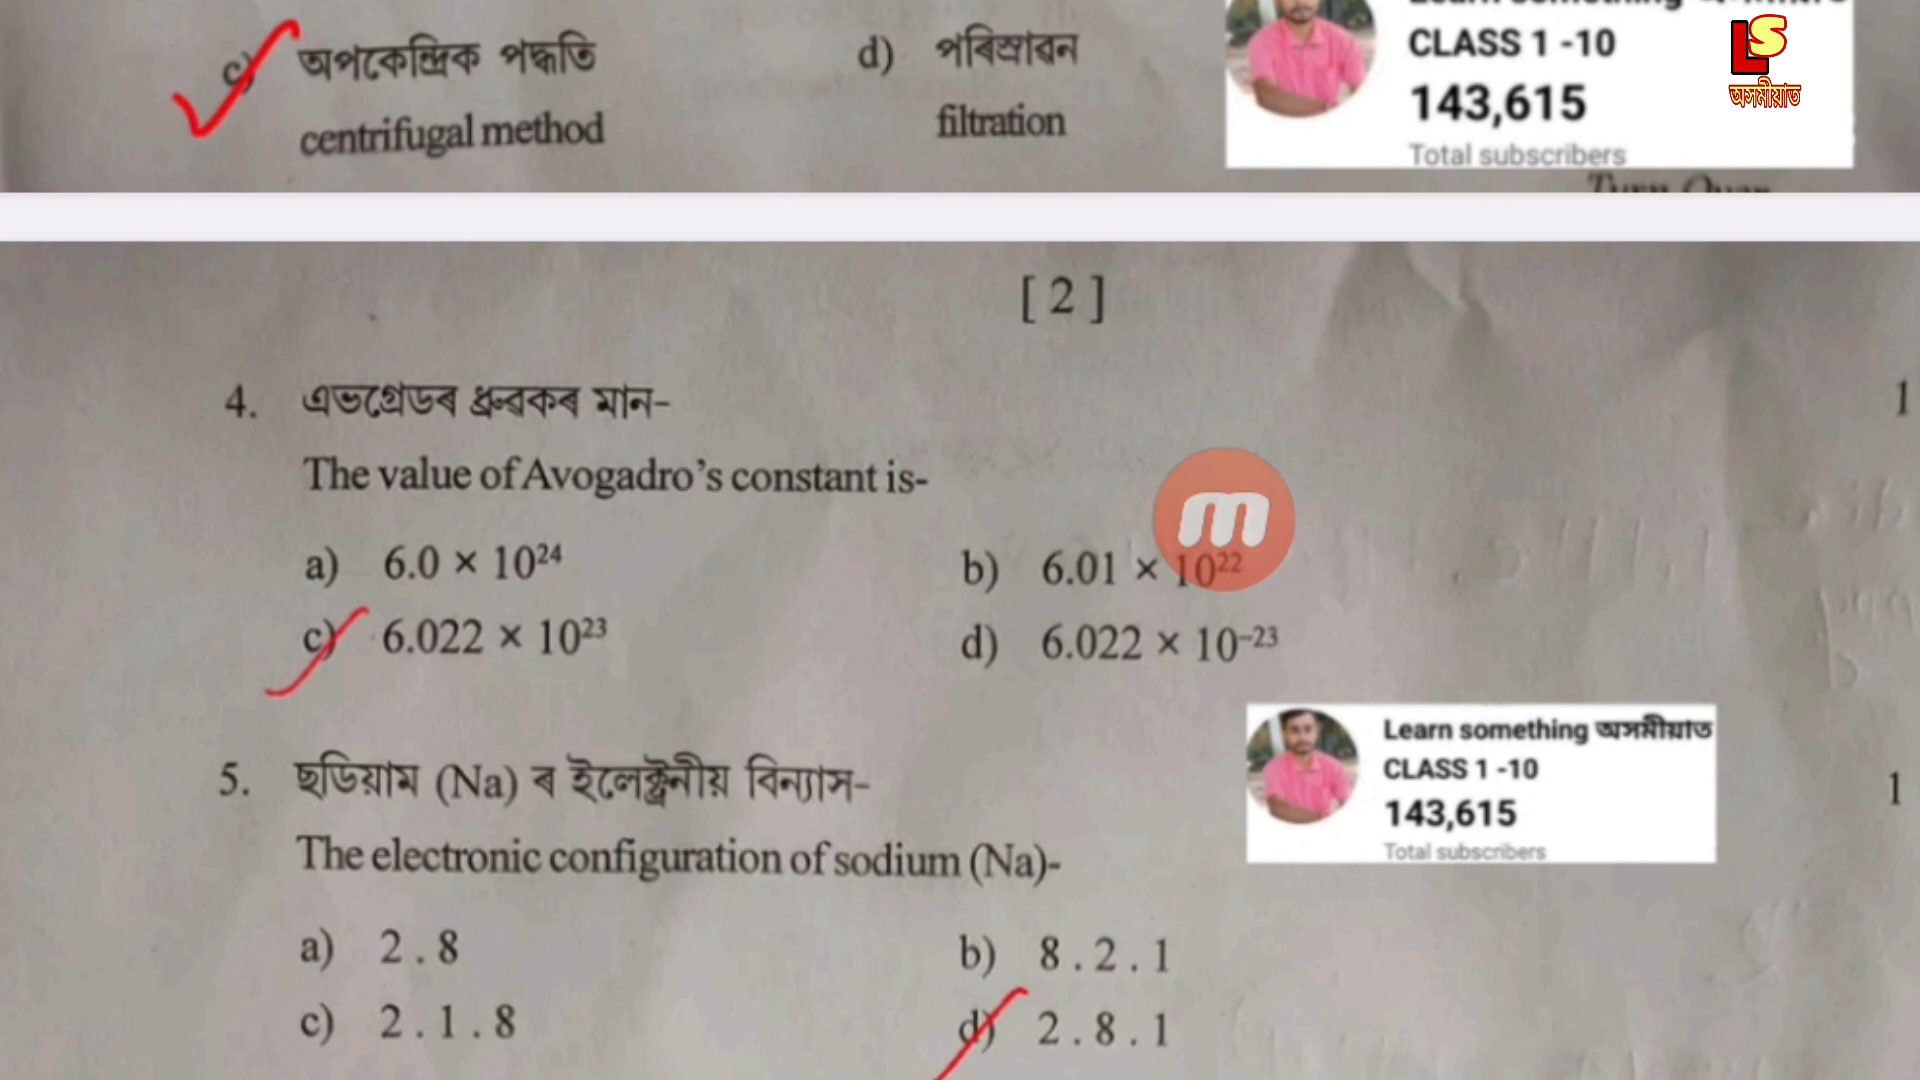 c) অপকেন্দ্ৰিক পদ্ধতি
centrifugal method
d) পৰিস্ৰাৱন
filtration
CLASS 1 -10
143,615
Total subscribers
LS
অসমীয়াত
[ 2 ]
4. এভগ্ৰেডৰ ধ্ৰুৱকৰ মান- 1
The value of Avogadro's constant is-
a) 6.0 × 10²⁴
b) 6.01 × 10²²
c) 6.022 × 10²³
d) 6.022 × 10⁻²³
m
Learn something অসমীয়াত
CLASS 1 -10
143,615
Total subscribers
5. ছডিয়াম (Na) ৰ ইলেক্ট্ৰনীয় বিন্যাস- 1
The electronic configuration of sodium (Na)-
a) 2 . 8
b) 8 . 2 . 1
c) 2 . 1 . 8
d) 2 . 8 . 1